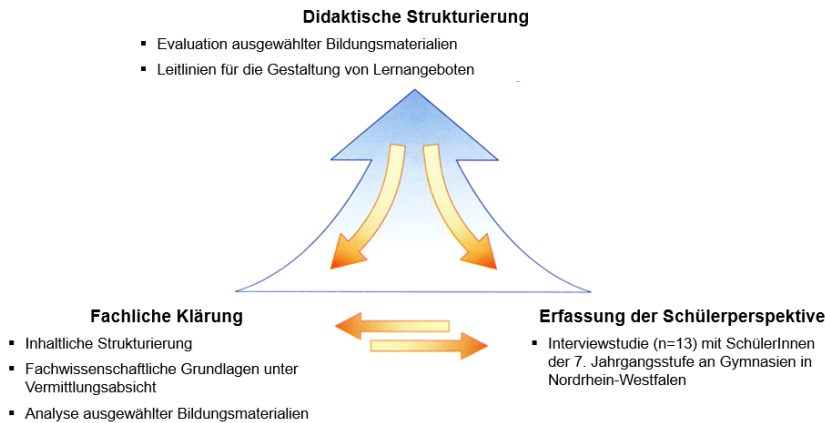 Didaktische Strukturierung
▪ Evaluation ausgewählter Bildungsmaterialien
▪ Leitlinien für die Gestaltung von Lernangeboten
Fachliche Klärung
▪ Inhaltliche Strukturierung
▪ Fachwissenschaftliche Grundlagen unter
Vermittlungsabsicht
▪ Analyse ausgewählter Bildungsmaterialien
Erfassung der Schülerperspektive
▪ Interviewstudie (n=13) mit SchülerInnen
der 7. Jahrgangsstufe an Gymnasien in
Nordrhein-Westfalen